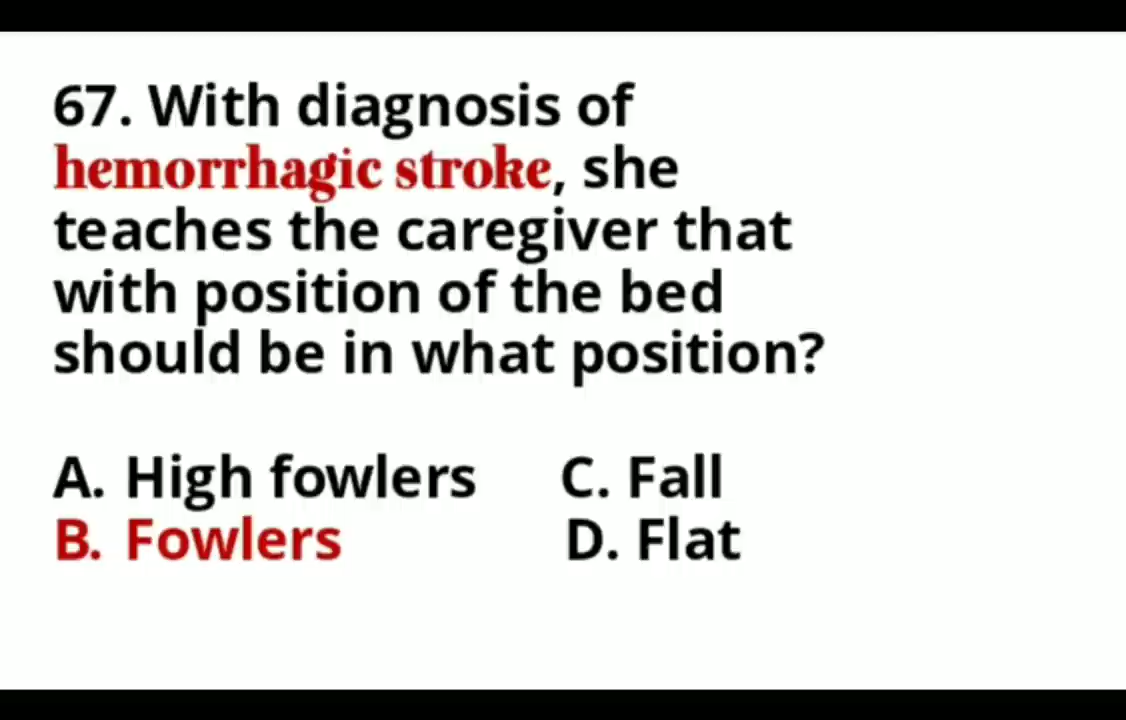 67. With diagnosis of
hemorrhagic stroke, she
teaches the caregiver that
with position of the bed
should be in what position?
A. High fowlers C. Fall
B. Fowlers D. Flat